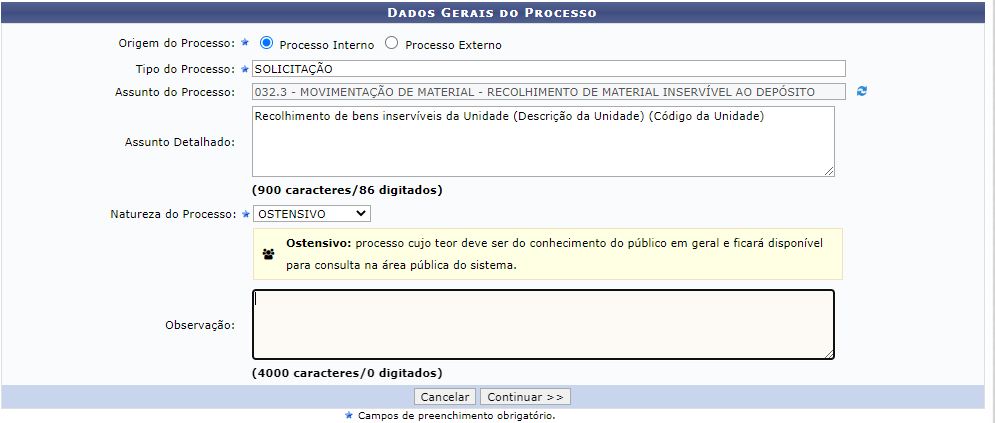 Dados Gerais do Processo
Origem do Processo: Processo Interno Processo Externo
Tipo do Processo: SOLICITAÇÃO
Assunto do Processo: 032.3 - MOVIMENTAÇÃO DE MATERIAL - RECOLHIMENTO DE MATERIAL INSERVÍVEL AO DEPÓSITO
Recolhimento de bens inservíveis da Unidade (Descrição da Unidade) (Código da Unidade)
Assunto Detalhado:
(900 caracteres/86 digitados)
Natureza do Processo: OSTENSIVO
Ostensivo: processo cujo teor deve ser do conhecimento do público em geral e ficará disponível
para consulta na área pública do sistema.
Observação:
(4000 caracteres/0 digitados)
Cancelar Continuar >>
Campos de preenchimento obrigatório.